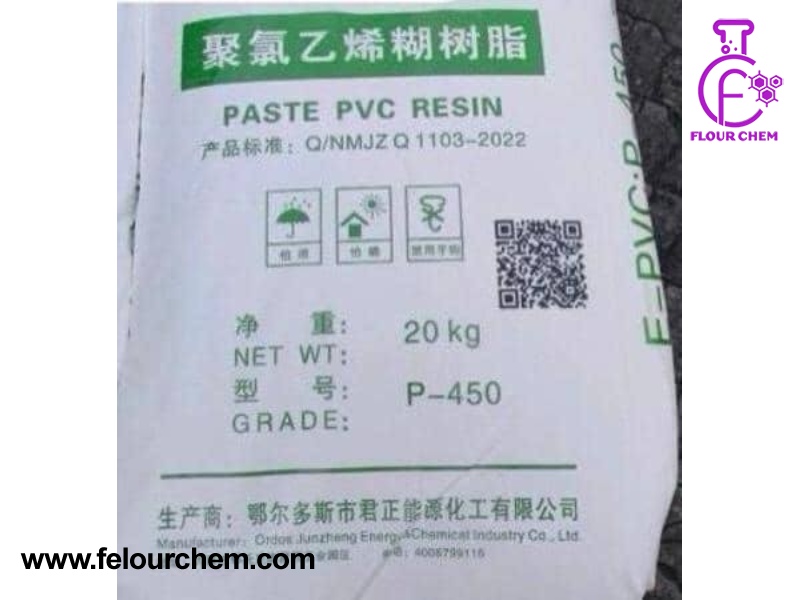 聚氯乙烯糊树脂
PASTE PVC RESIN
产品标准：Q/NMJZ Q 1103-2022
怕雨
怕晒
禁用手钩
净 重： 20kg
NET WT:
型 号： P-450
GRADE:
生产商：鄂尔多斯市君正能源化工有限公司
Manufacturer: Ordos Junzheng Energy&Chemical Industry Co., Ltd.
电话：4006799116
E-PVC:P 450
FLOUR CHEM
www.felourchem.com